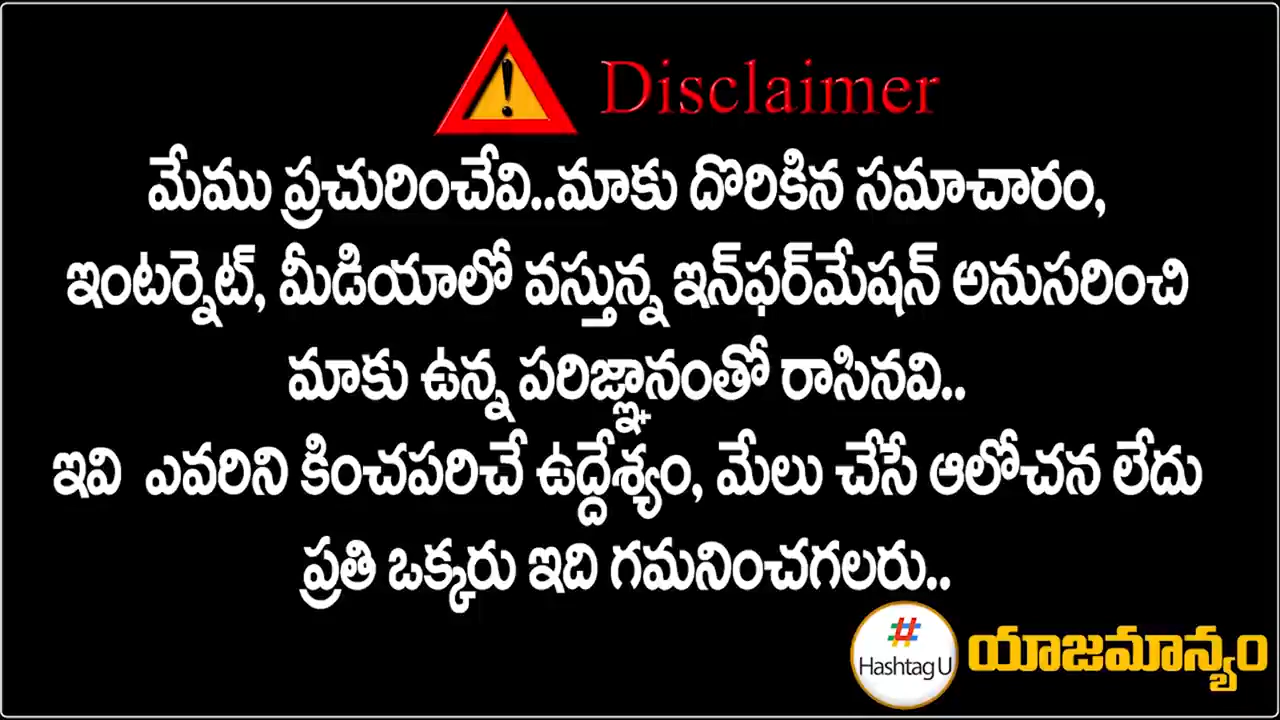 Disclaimer
మేము ప్రచురించేవి..మాకు దొరికిన సమాచారం,
ఇంటర్నెట్, మీడియాలో వస్తున్న ఇన్‌ఫర్‌మేషన్ అనుసరించి
మాకు ఉన్న పరిజ్ఞానంతో రాసినవి..
ఇవి ఎవరిని కించపరిచే ఉద్దేశ్యం, మేలు చేసే ఆలోచన లేదు
ప్రతి ఒక్కరు ఇది గమనించగలరు..
#
Hashtag U
యాజమాన్యం